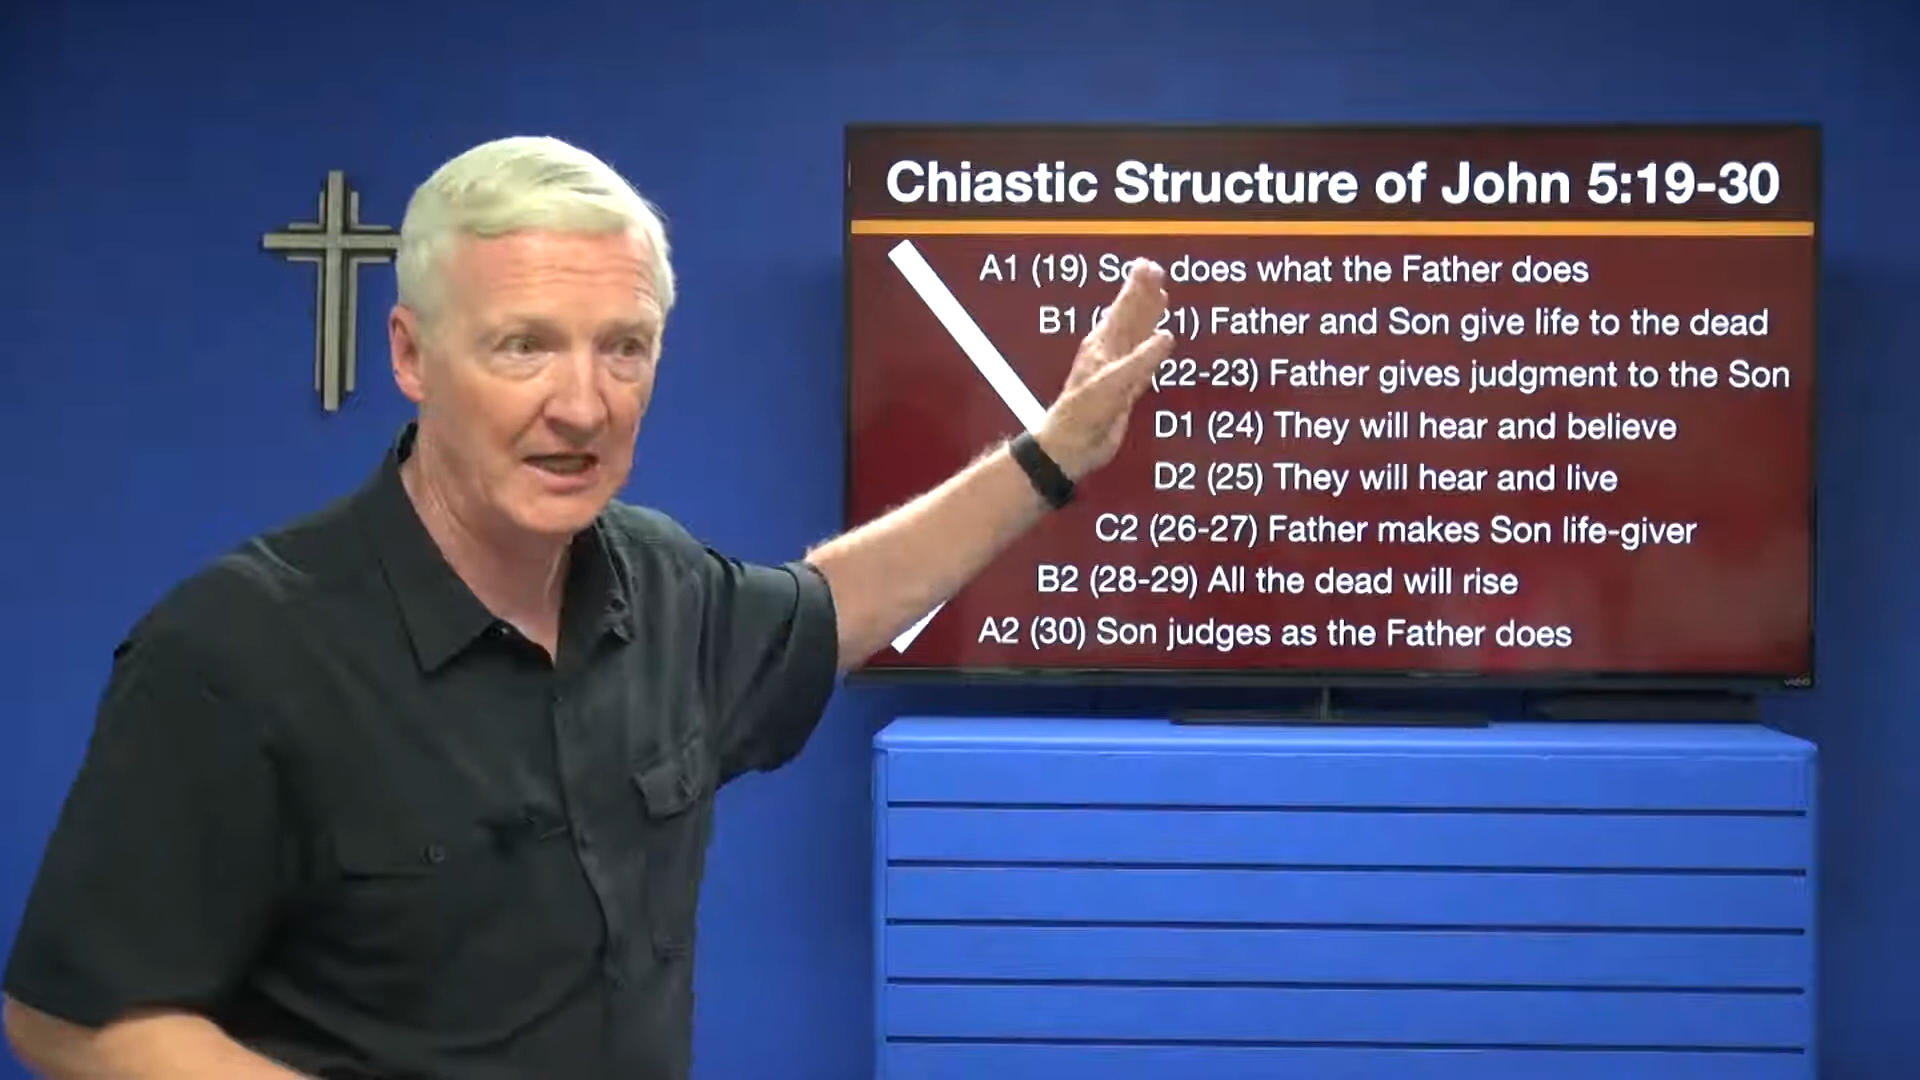 Chiastic Structure of John 5:19-30
A1 (19) Son does what the Father does
B1 21) Father and Son give life to the dead
(22-23) Father gives judgment to the Son
D1 (24) They will hear and believe
D2 (25) They will hear and live
C2 (26-27) Father makes Son life-giver
B2 (28-29) All the dead will rise
A2 (30) Son judges as the Father does
VIZIO